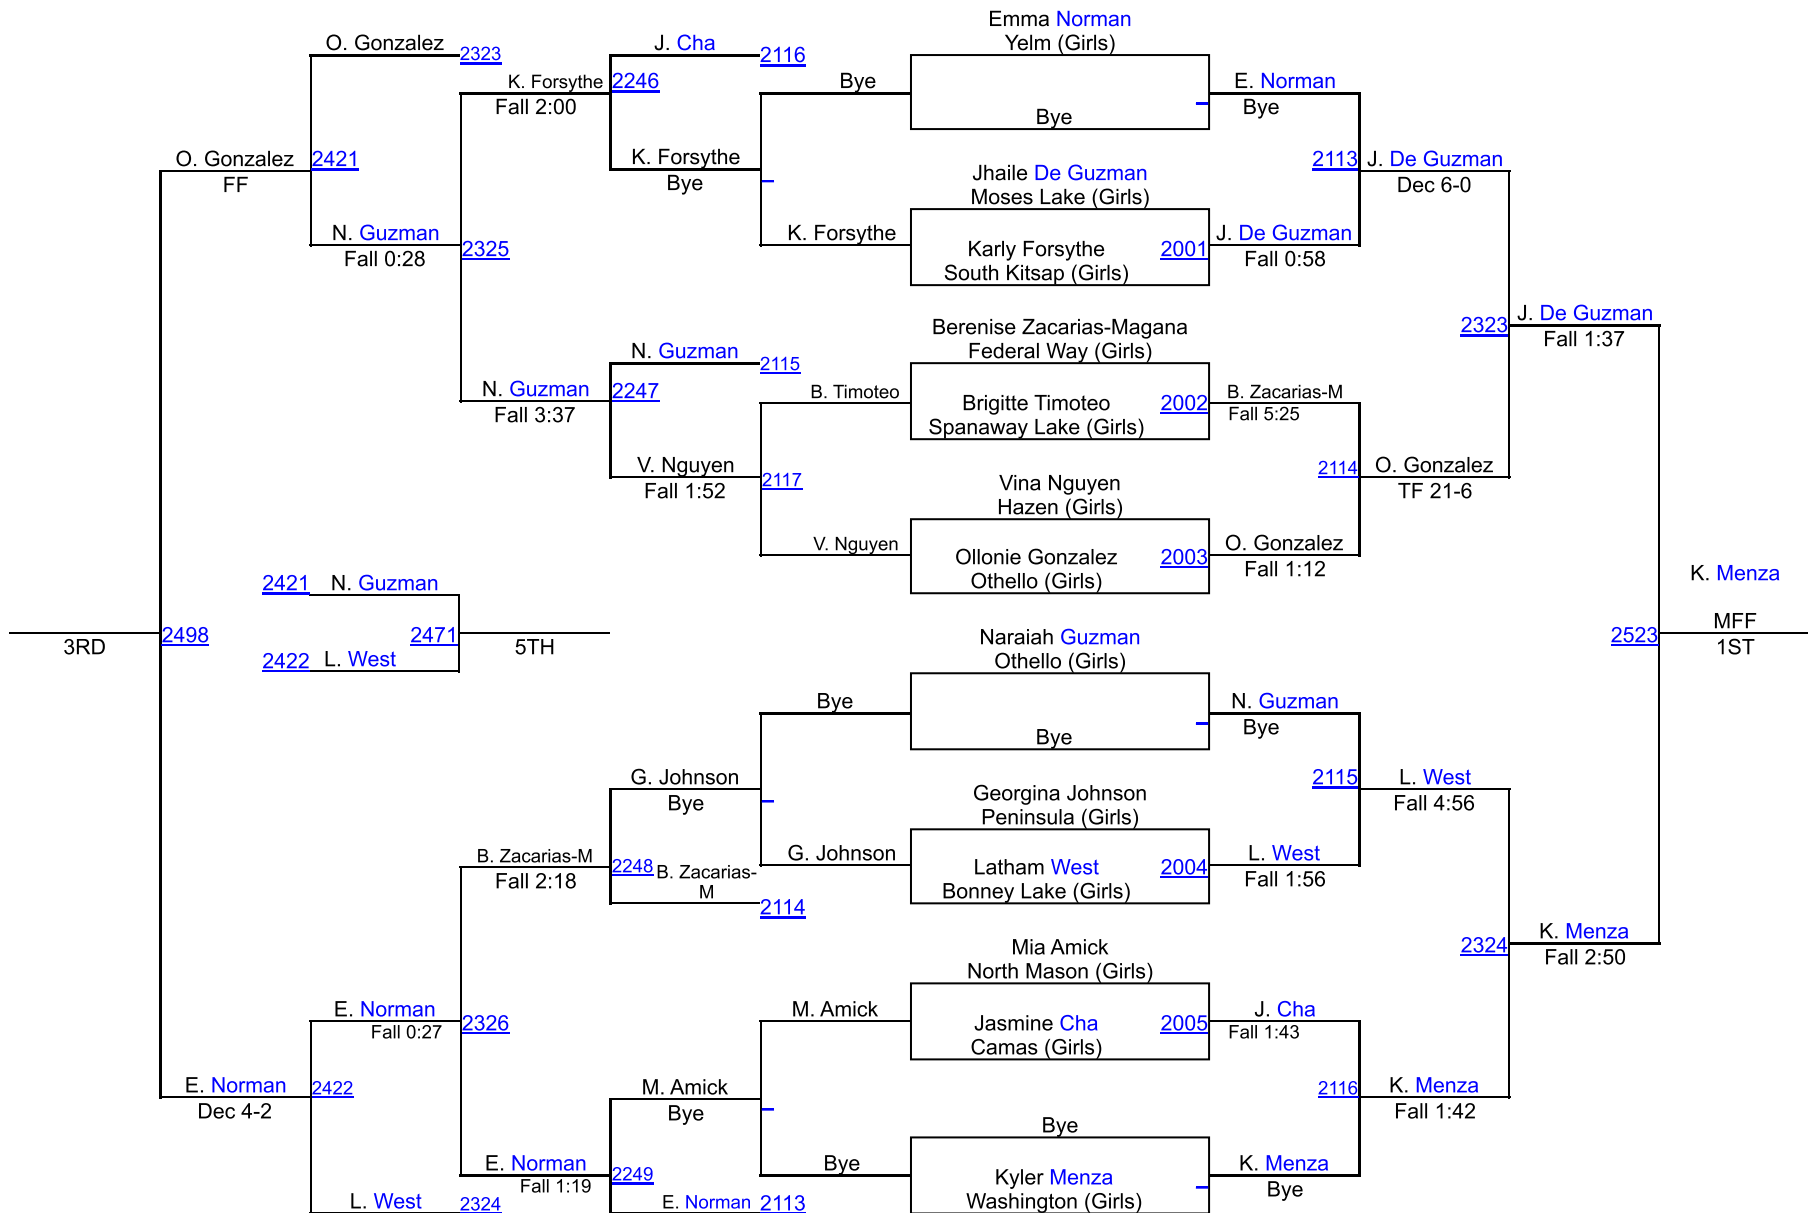 Emma Norman
Yelm (Girls)
O. Gonzalez
2323
J. Cha
2116
K. Forsythe
2246
Fall 2:00
Bye
E. Norman
Bye
Bye
O. Gonzalez
2421
FF
K. Forsythe
Bye
2113
J. De Guzman
Dec 6-0
Jhaile De Guzman
Moses Lake (Girls)
N. Guzman
Fall 0:28
2325
K. Forsythe
Karly Forsythe
2001
South Kitsap (Girls)
J. De Guzman
Fall 0:58
Berenise Zacarias-Magana
Federal Way (Girls)
2323
J. De Guzman
Fall 1:37
N. Guzman
2115
N. Guzman
2247
Fall 3:37
B. Timoteo
Brigitte Timoteo
2002
Spanaway Lake (Girls)
B. Zacarias-M
Fall 5:25
V. Nguyen
Fall 1:52
2117
Vina Nguyen
Hazen (Girls)
2114
O. Gonzalez
TF 21-6
V. Nguyen
Ollonie Gonzalez
2003
Othello (Girls)
O. Gonzalez
Fall 1:12
2421
N. Guzman
K. Menza
MFF
2523
1ST
3RD
2498
2471
5TH
2422
L. West
Naraiah Guzman
Othello (Girls)
Bye
Bye
N. Guzman
Bye
G. Johnson
Bye
2115
L. West
Fall 4:56
Georgina Johnson
Peninsula (Girls)
B. Zacarias-M
Fall 2:18
2248
B. Zacarias-
M
2114
G. Johnson
Latham West
2004
Bonney Lake (Girls)
L. West
Fall 1:56
2324
K. Menza
Fall 2:50
Mia Amick
North Mason (Girls)
E. Norman
Fall 0:27
2326
M. Amick
Jasmine Cha
2005
Camas (Girls)
J. Cha
Fall 1:43
E. Norman
2422
Dec 4-2
M. Amick
Bye
2116
K. Menza
Fall 1:42
Bye
E. Norman
Fall 1:19
2249
Bye
Kyler Menza
Washington (Girls)
K. Menza
Bye
L. West
2324
E. Norman
2113